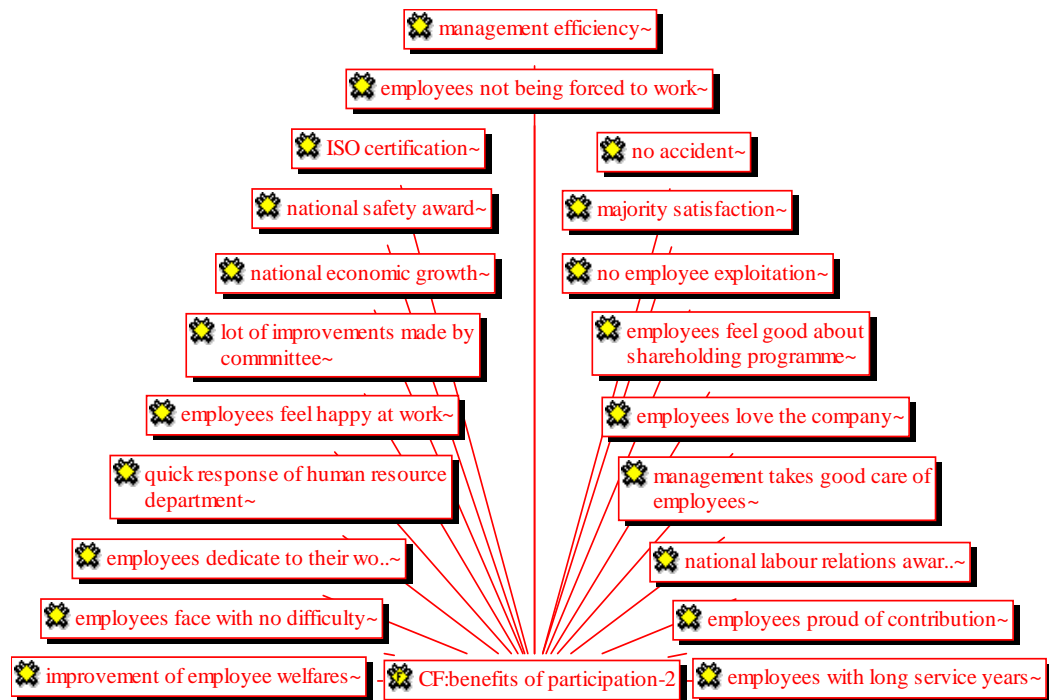 management efficiency~
employees not being forced to work~
ISO certification~
no accident~
national safety award~
majority satisfaction~
national economic growth~
no employee exploitation~
lot of improvements made by
commnittee~
employees feel good about
shareholding programme~
employees feel happy at work~
employees love the company~
quick response of human resource
department~
management takes good care of
employees~
employees dedicate to their wo..~
national labour relations awar..~
employees face with no difficulty~
employees proud of contribution~
improvement of employee welfares~
CF:benefits of participation-2
employees with long service years~